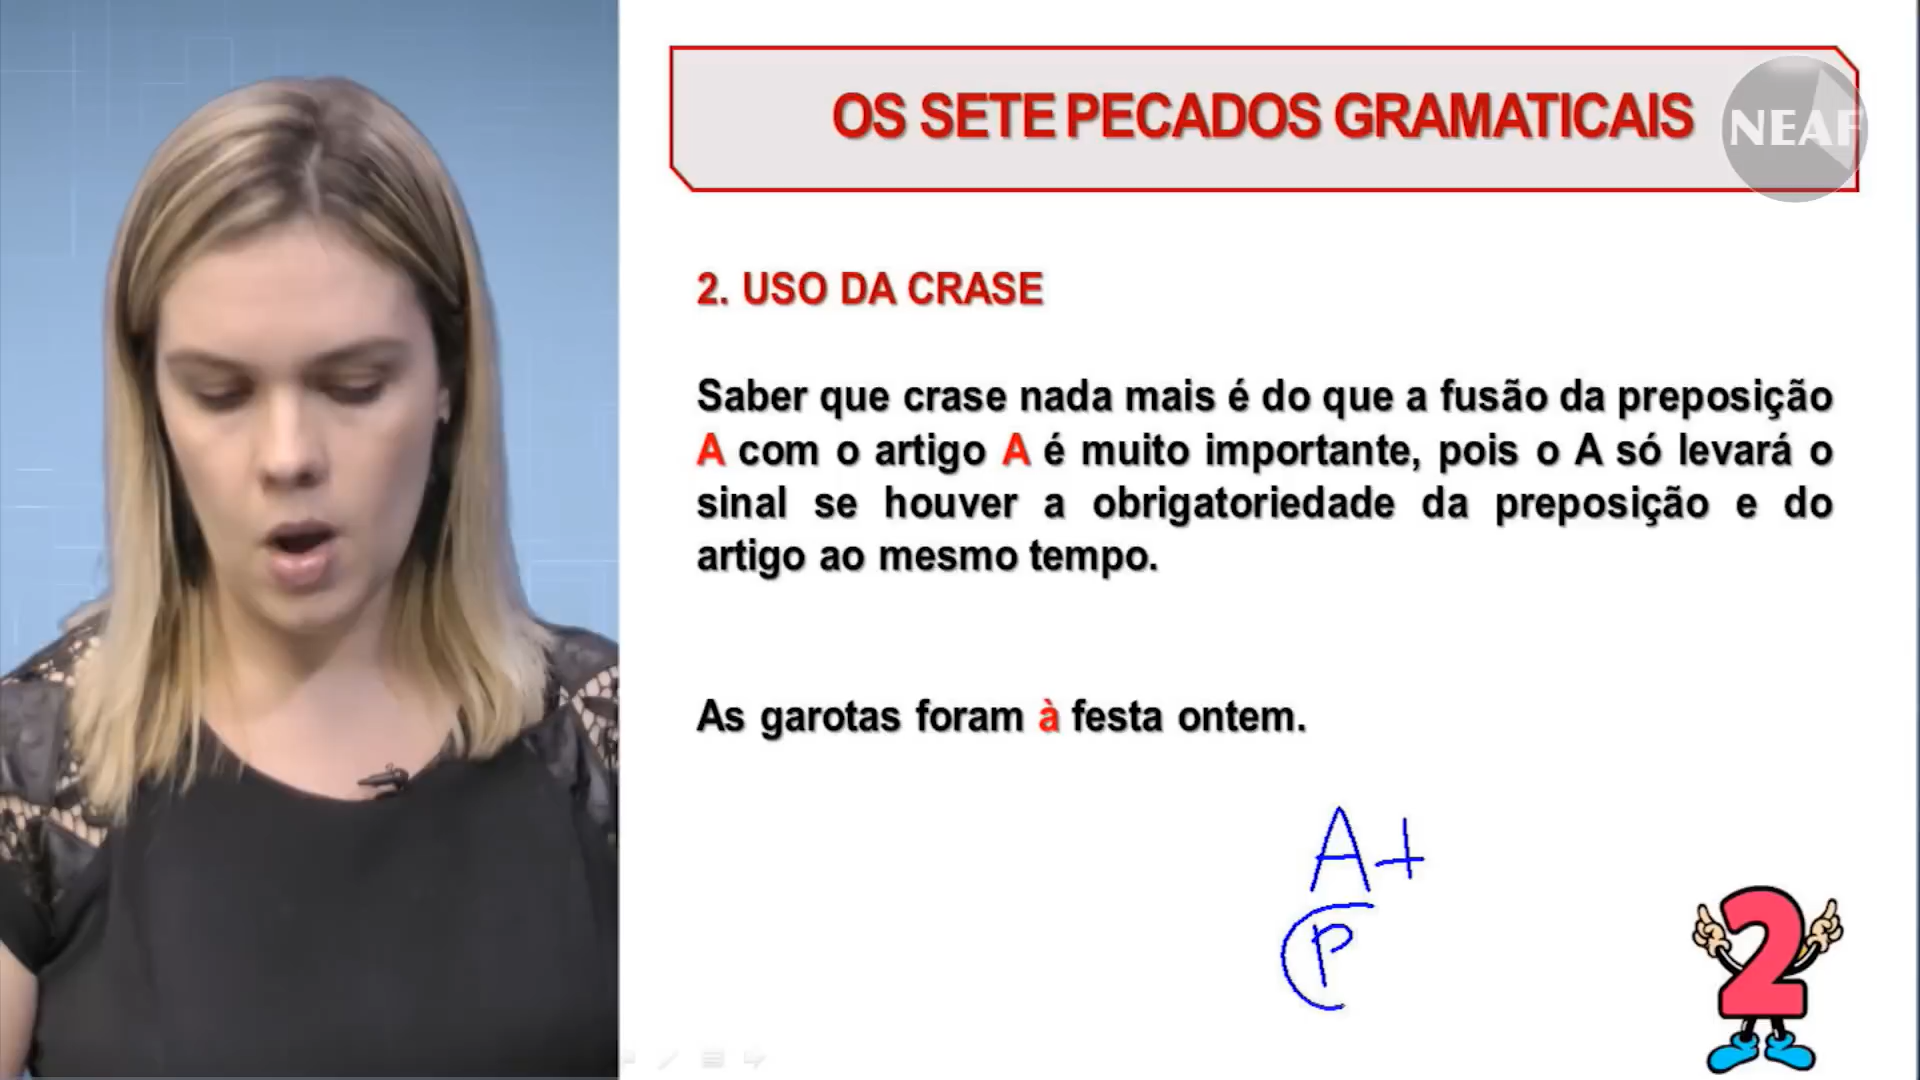 OS SETE PECADOS GRAMATICAIS
NEAF
2. USO DA CRASE
Saber que crase nada mais é do que a fusão da preposição
A com o artigo A é muito importante, pois o A só levará o
sinal se houver a obrigatoriedade da preposição e do
artigo ao mesmo tempo.
As garotas foram à festa ontem.
A+
P
2